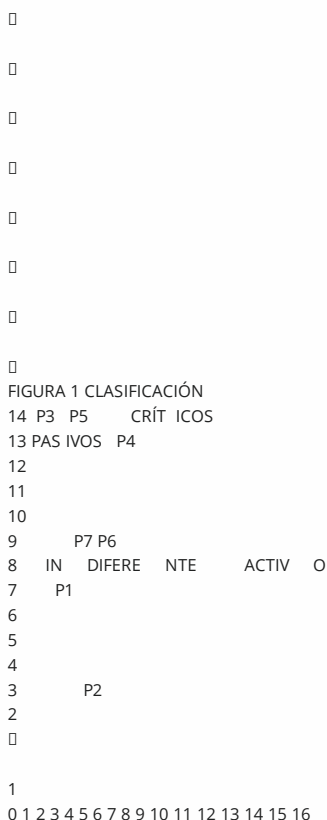 FIGURA 1 CLASIFICACIÓN
14 P3 P5 CRÍT ICOS
13 PAS IVOS P4
12
11
10
9 P7 P6
8 IN DIFERE NTE ACTIV O
7 P1
6
5
4
3 P2
2
1
0 1 2 3 4 5 6 7 8 9 10 11 12 13 14 15 16